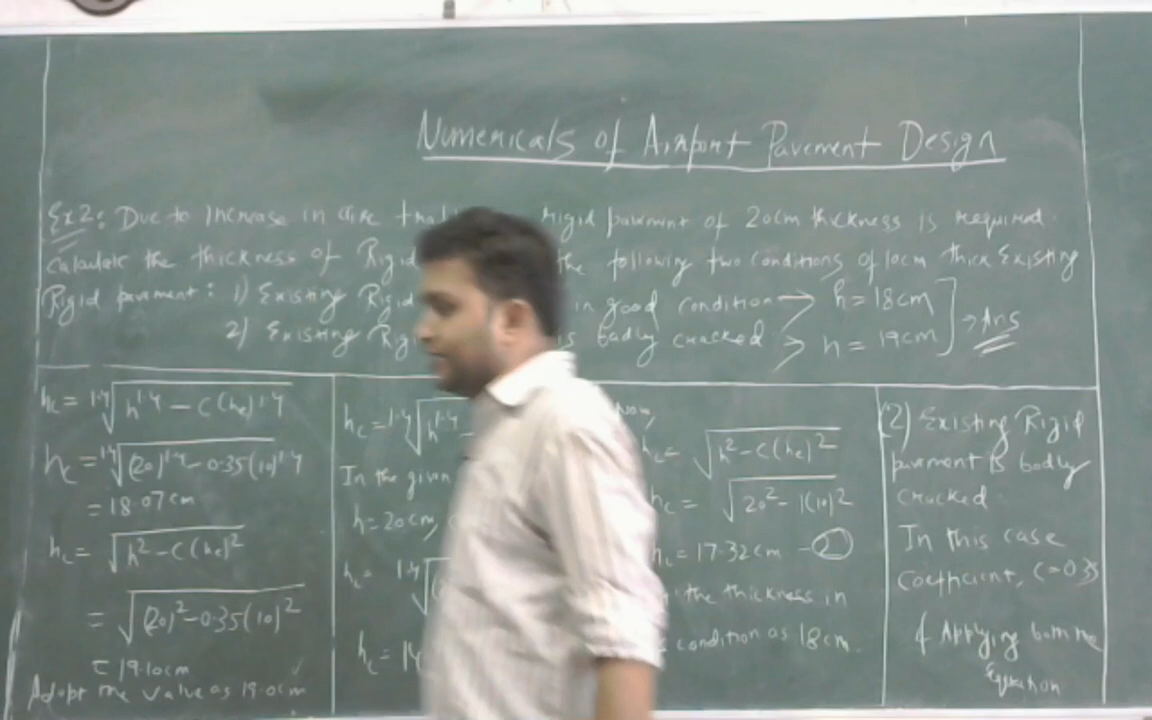 Numericals of Airport Pavement Design
Ex2: Due to increase in rigid pavement of 20cm thickness is required.
Calculate the thickness of Rigid the following two conditions of 10cm thick Existing
Rigid pavement: 1) Existing Rigid in good condition → h = 18cm
2) Existing Rig is badly cracked h = 19cm → Ans
hc = 1.4√h^1.4 - C(he)^1.4
hc = 1.4√(20)^1.4 - 0.35(10)^1.4
= 18.07cm
hc = √h² - C(he)²
= √(20)² - 0.35(10)²
= 19.10cm
Adopt the value as 19.0cm
hc = 1.4√h^1.4 -
In the given
h = 20cm,
hc = 1.4√
hc =
Now,
hc = √h² - C(he)²
hc = √20² - 1(10)²
hc = 17.32cm - ②
the thickness in
condition as 18cm.
(2) Existing Rigid
pavement is badly
cracked.
In this case
Coefficient, C=0.35
f Applying both the
Equation